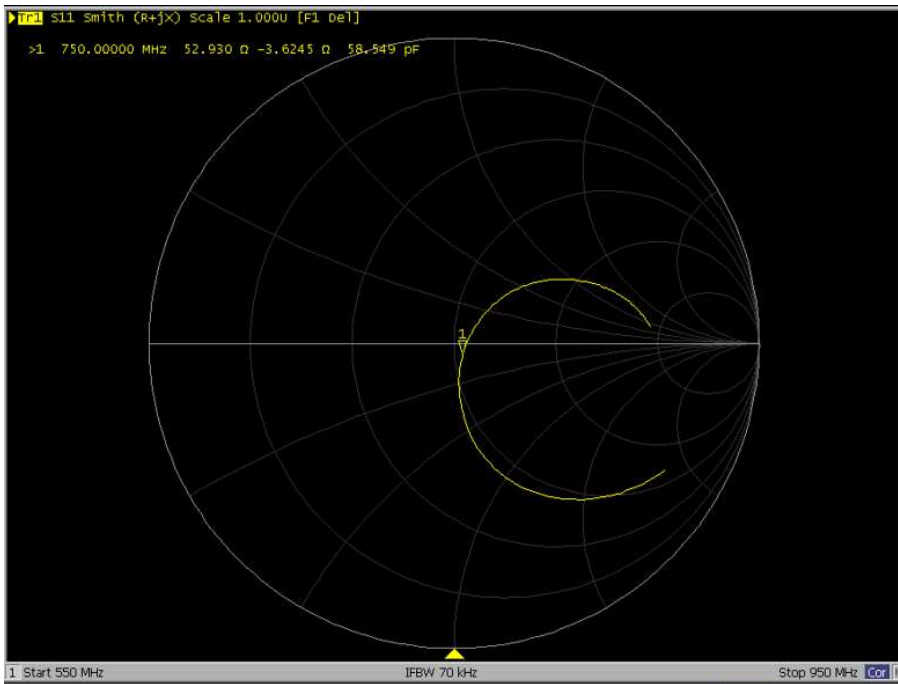 Tr1 S11 Smith (R+jX) Scale 1.000U [F1 Del]
>1 750.00000 MHz 52.930 Ω -3.6245 Ω 58.549 pF
1
1 Start 550 MHz IFBW 70 kHz Stop 950 MHz Cor